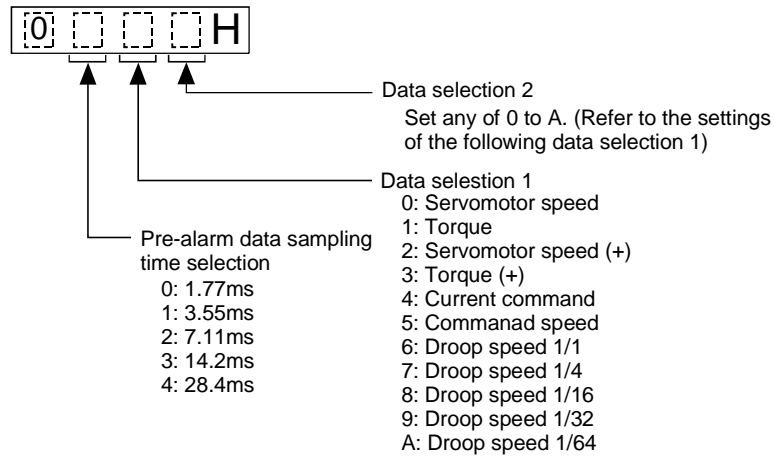 0 H
Data selection 2
Set any of 0 to A. (Refer to the settings
of the following data selection 1)
Data selestion 1
0: Servomotor speed
1: Torque
2: Servomotor speed (+)
3: Torque (+)
4: Current command
5: Commanad speed
6: Droop speed 1/1
7: Droop speed 1/4
8: Droop speed 1/16
9: Droop speed 1/32
A: Droop speed 1/64
Pre-alarm data sampling
time selection
0: 1.77ms
1: 3.55ms
2: 7.11ms
3: 14.2ms
4: 28.4ms